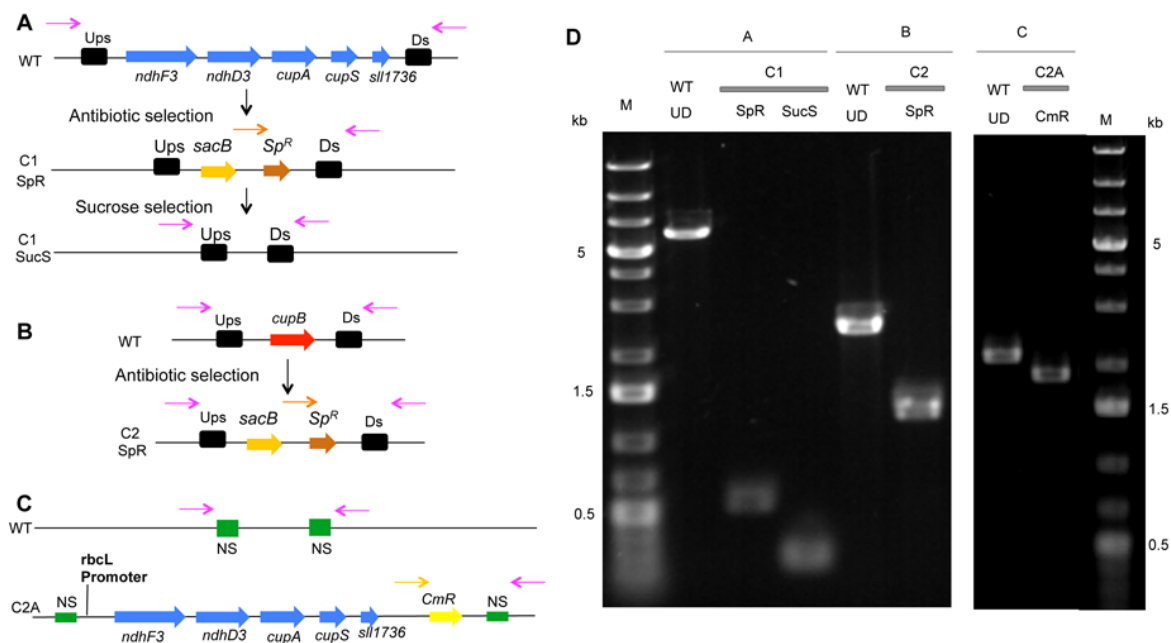 A
Ups
Ds
WT
ndhF3 ndhD3 cupA cupS sll1736
Antibiotic selection
Ups sacB SpR Ds
C1
SpR
Sucrose selection
Ups Ds
C1
SucS
B
Ups cupB Ds
WT
Antibiotic selection
Ups sacB SpR Ds
C2
SpR
C
WT
NS NS
rbcL
Promoter
NS CmR NS
C2A
ndhF3 ndhD3 cupA cupS sll1736
D
A B C
C1 C2 C2A
WT WT WT
M UD SpR SucS UD SpR UD CmR M
kb kb
5 5
1.5 1.5
0.5 0.5